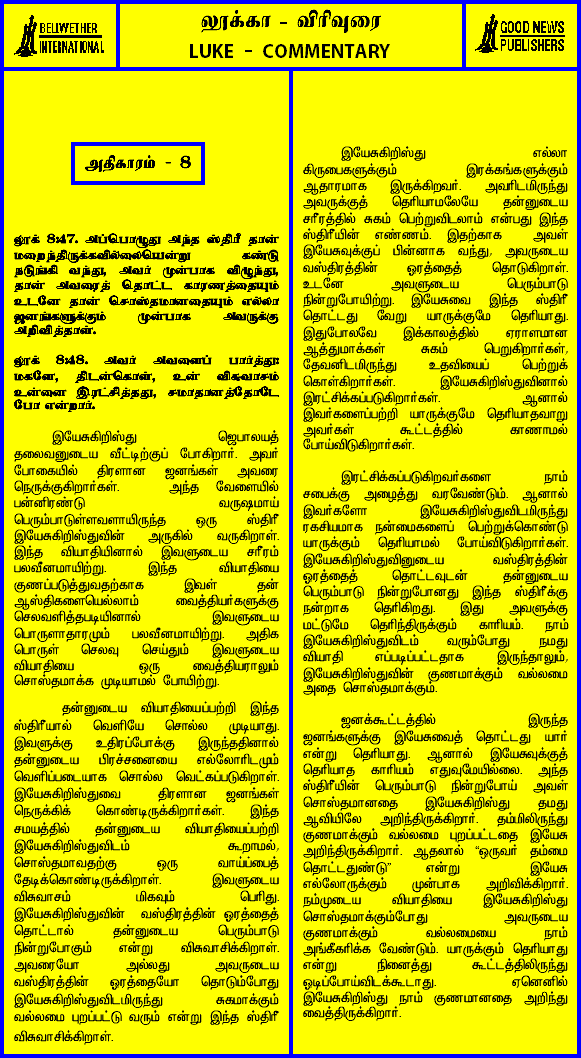 BELWETHER
INTERNATIONAL
லூக்கா - விரிவுரை
LUKE - COMMENTARY
GOOD NEWS
PUBLISHERS
அதிகாரம் - 8
லூக் 8:47. அப்பொழுது அந்த ஸ்திரீ தான்
மறைந்திருக்கவில்லையென்று கண்டு
நடுங்கி வந்து, அவர் முன்பாக விழுந்து,
தான் அவரைத் தொட்ட காரணத்தையும்
உடனே தான் சொஸ்தமானதையும் எல்லா
ஜனங்களுக்கும் முன்பாக அவருக்கு
அறிவித்தாள்.
லூக் 8:48. அவர் அவளைப் பார்த்து:
மகளே, திடன்கொள், உன் விசுவாசம்
உன்னை இரட்சித்தது, சமாதானத்தோடே
போ என்றார்.
இயேசுகிறிஸ்து ஜெபாலயத்
தலைவனுடைய வீட்டிற்குப் போகிறார். அவர்
போகையில் திரளான ஜனங்கள் அவரை
நெருக்குகிறார்கள். அந்த வேளையில்
பன்னிரண்டு வருஷமாய்
பெரும்பாடுள்ளவளாயிருந்த ஒரு ஸ்திரீ
இயேசுகிறிஸ்துவின் அருகில் வருகிறாள்.
இந்த வியாதியினால் இவளுடைய சரீரம்
பலவீனமாயிற்று. இந்த வியாதியை
குணப்படுத்துவதற்காக இவள் தன்
ஆஸ்திகளையெல்லாம் வைத்தியர்களுக்கு
செலவளித்தபடியினால் இவளுடைய
பொருளாதாரமும் பலவீனமாயிற்று. அதிக
பொருள் செலவு செய்தும் இவளுடைய
வியாதியை ஒரு வைத்தியராலும்
சொஸ்தமாக்க முடியாமல் போயிற்று.
தன்னுடைய வியாதியைப்பற்றி இந்த
ஸ்திரீயால் வெளியே சொல்ல முடியாது.
இவளுக்கு உதிரப்போக்கு இருந்ததினால்
தன்னுடைய பிரச்சனையை எல்லோரிடமும்
வெளிப்படையாக சொல்ல வெட்கப்படுகிறாள்.
இயேசுகிறிஸ்துவை திரளான ஜனங்கள்
நெருக்கிக் கொண்டிருக்கிறார்கள். இந்த
சமயத்தில் தன்னுடைய வியாதியைப்பற்றி
இயேசுகிறிஸ்துவிடம் கூறாமல்,
சொஸ்தமாவதற்கு ஒரு வாய்ப்பைத்
தேடிக்கொண்டிருக்கிறாள். இவளுடைய
விசுவாசம் மிகவும் பெரிது.
இயேசுகிறிஸ்துவின் வஸ்திரத்தின் ஓரத்தைத்
தொட்டால் தன்னுடைய பெரும்பாடு
நின்றுபோகும் என்று விசுவாசிக்கிறாள்.
அவரையோ அல்லது அவருடைய
வஸ்திரத்தின் ஓரத்தையோ தொடும்போது
இயேசுகிறிஸ்துவிடமிருந்து சுகமாக்கும்
வல்லமை புறப்பட்டு வரும் என்று இந்த ஸ்திரீ
விசுவாசிக்கிறாள்.
இயேசுகிறிஸ்து எல்லா
கிருபைகளுக்கும் இரக்கங்களுக்கும்
ஆதாரமாக இருக்கிறவர். அவரிடமிருந்து
அவருக்குத் தெரியாமலேயே தன்னுடைய
சரீரத்தில் சுகம் பெற்றுவிடலாம் என்பது இந்த
ஸ்திரீயின் எண்ணம். இதற்காக அவள்
இயேசுவுக்குப் பின்னாக வந்து, அவருடைய
வஸ்திரத்தின் ஓரத்தைத் தொடுகிறாள்.
உடனே அவளுடைய பெரும்பாடு
நின்றுபோயிற்று. இயேசுவை இந்த ஸ்திரீ
தொட்டது வேறு யாருக்குமே தெரியாது.
இதுபோலவே இக்காலத்தில் ஏராளமான
ஆத்துமாக்கள் சுகம் பெறுகிறார்கள்,
தேவனிடமிருந்து உதவியைப் பெற்றுக்
கொள்கிறார்கள். இயேசுகிறிஸ்துவினால்
இரட்சிக்கப்படுகிறார்கள். ஆனால்
இவர்களைப்பற்றி யாருக்குமே தெரியாதவாறு
அவர்கள் கூட்டத்தில் காணாமல்
போய்விடுகிறார்கள்.
இரட்சிக்கப்படுகிறவர்களை நாம்
சபைக்கு அழைத்து வரவேண்டும். ஆனால்
இவர்களோ இயேசுகிறிஸ்துவிடமிருந்து
ரகசியமாக நன்மைகளைப் பெற்றுக்கொண்டு
யாருக்கும் தெரியாமல் போய்விடுகிறார்கள்.
இயேசுகிறிஸ்துவினுடைய வஸ்திரத்தின்
ஓரத்தைத் தொட்டவுடன் தன்னுடைய
பெரும்பாடு நின்றுபோனது இந்த ஸ்திரீக்கு
நன்றாக தெரிகிறது. இது அவளுக்கு
மட்டுமே தெரிந்திருக்கும் காரியம். நாம்
இயேசுகிறிஸ்துவிடம் வரும்போது நமது
வியாதி எப்படிப்பட்டதாக இருந்தாலும்,
இயேசுகிறிஸ்துவின் குணமாக்கும் வல்லமை
அதை சொஸ்தமாக்கும்.
ஜனக்கூட்டத்தில் இருந்த
ஜனங்களுக்கு இயேசுவைத் தொட்டது யார்
என்று தெரியாது. ஆனால் இயேசுவுக்குத்
தெரியாத காரியம் எதுவுமேயில்லை. அந்த
ஸ்திரீயின் பெரும்பாடு நின்றுபோய் அவள்
சொஸ்தமானதை இயேசுகிறிஸ்து தமது
ஆவியிலே அறிந்திருக்கிறார். தம்மிலிருந்து
குணமாக்கும் வல்லமை புறப்பட்டதை இயேசு
அறிந்திருக்கிறார். ஆதலால் “ஒருவர் தம்மை
தொட்டதுண்டு” என்று இயேசு
எல்லோருக்கும் முன்பாக அறிவிக்கிறார்.
நம்முடைய வியாதியை இயேசுகிறிஸ்து
சொஸ்தமாக்கும்போது அவருடைய
குணமாக்கும் வல்லமையை நாம்
அங்கீகரிக்க வேண்டும். யாருக்கும் தெரியாது
என்று நினைத்து கூட்டத்திலிருந்து
ஓடிப்போய்விடக்கூடாது. ஏனெனில்
இயேசுகிறிஸ்து நாம் குணமானதை அறிந்து
வைத்திருக்கிறார்.